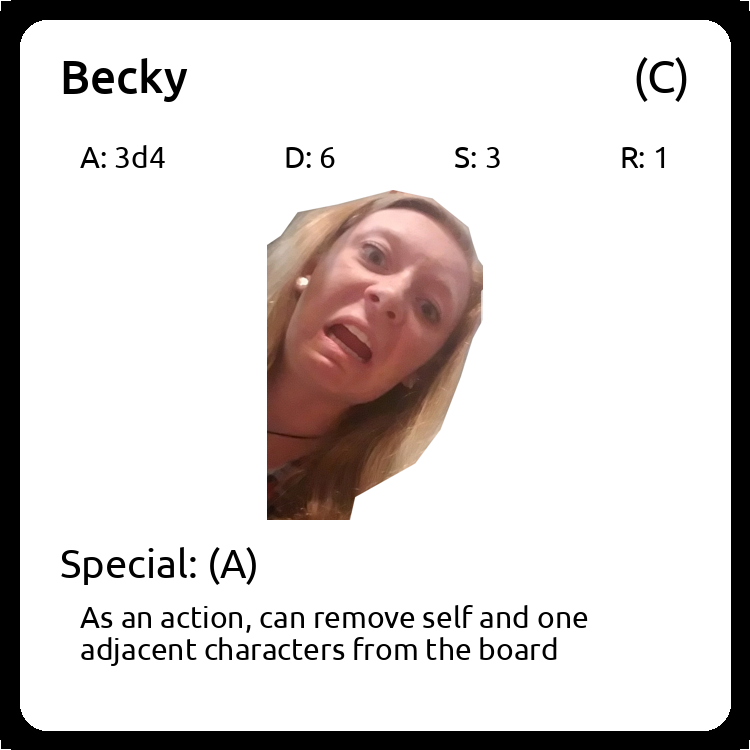 Becky (C)
A: 3d4 D: 6 S: 3 R: 1
Special: (A)
As an action, can remove self and one
adjacent characters from the board